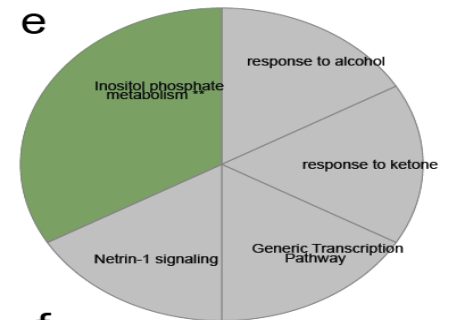 e
response to alcohol
Inositol phosphate
metabolism **
response to ketone
Generic Transcription
Pathway
Netrin-1 signaling